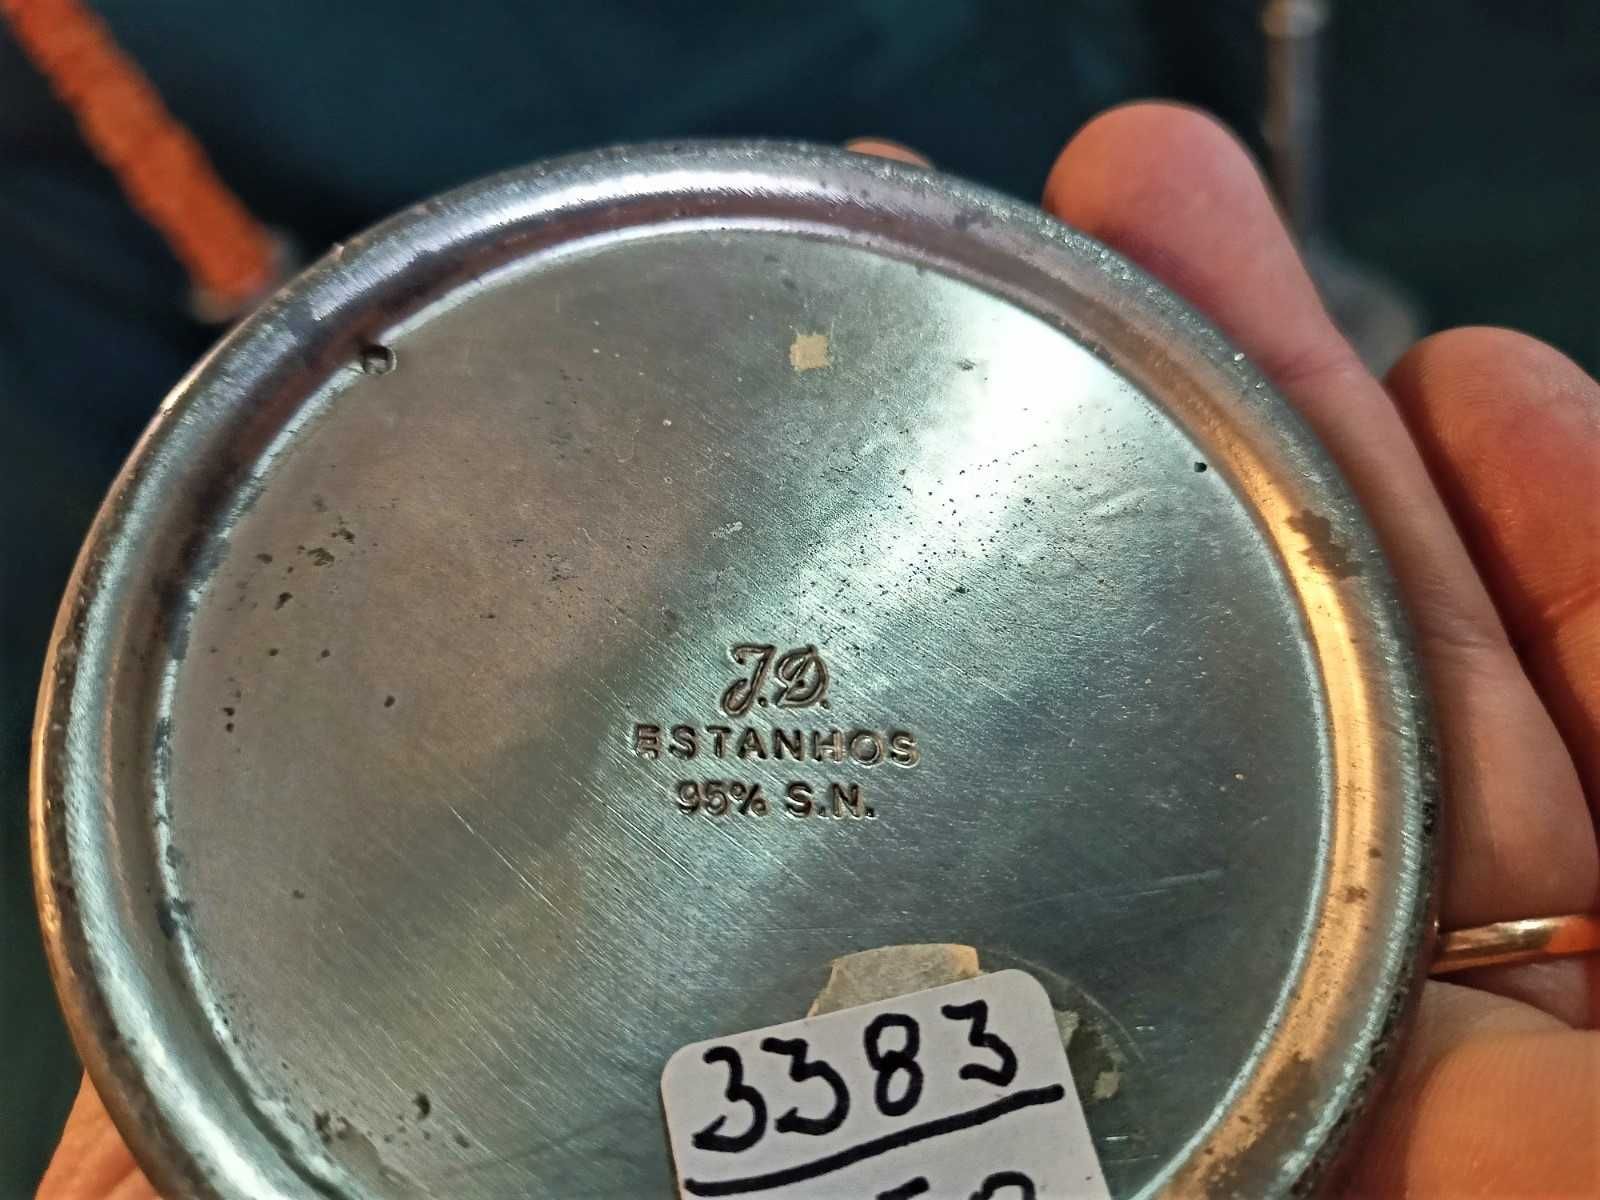 J.D.
ESTANHOS
95% S.N.
3383